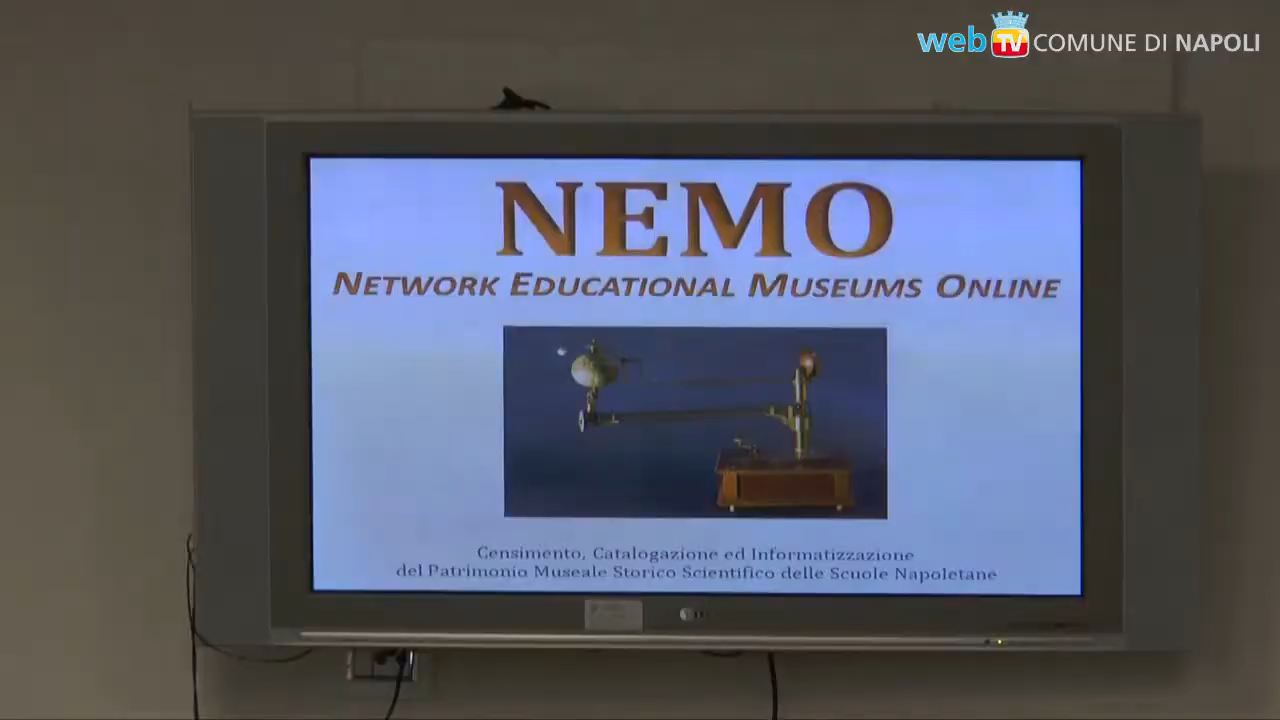 web TV COMUNE DI NAPOLI
NEMO
NETWORK EDUCATIONAL MUSEUMS ONLINE
Censimento, Catalogazione ed Informatizzazione
del Patrimonio Museale Storico Scientifico delle Scuole Napoletane
LG